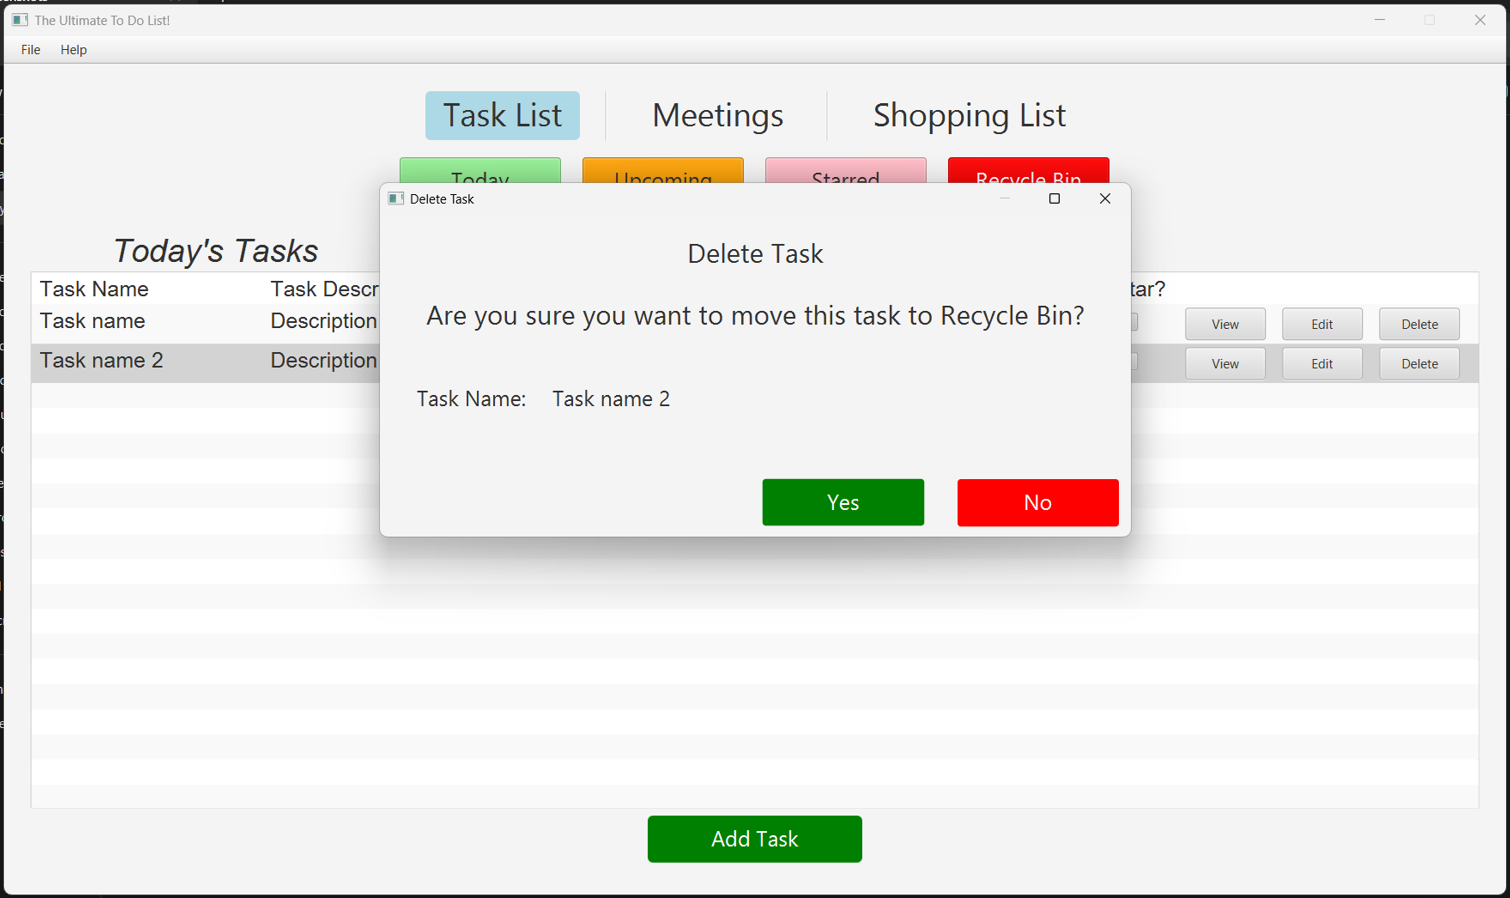 The Ultimate To Do List!
File Help
Task List Meetings Shopping List
Today Upcoming Starred Recycle Bin
Delete Task
Delete Task
Are you sure you want to move this task to Recycle Bin?
Task Name: Task name 2
Yes No
Today's Tasks
Task Name Task Descr tar?
Task name Description View Edit Delete
Task name 2 Description View Edit Delete
Add Task